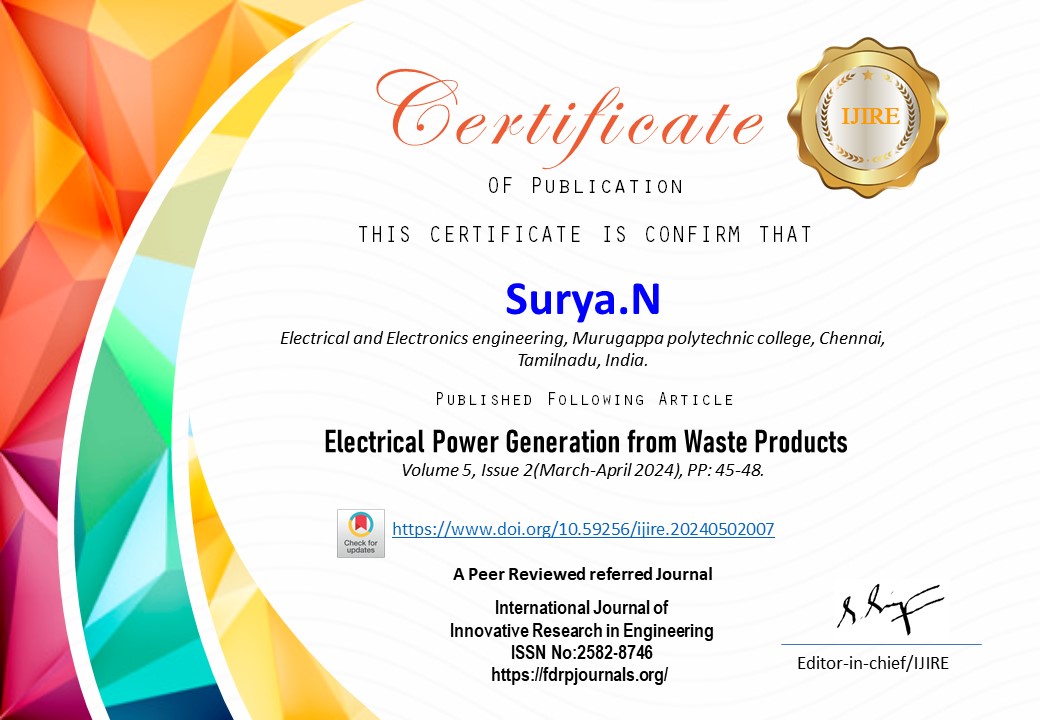 Certificate
IJIRE
OF PUBLICATION
THIS CERTIFICATE IS CONFIRM THAT
Surya.N
Electrical and Electronics engineering, Murugappa polytechnic college, Chennai,
Tamilnadu, India.
PUBLISHED FOLLOWING ARTICLE
Electrical Power Generation from Waste Products
Volume 5, Issue 2(March-April 2024), PP: 45-48.
Check for
updates
https://www.doi.org/10.59256/ijire.20240502007
A Peer Reviewed referred Journal
International Journal of
Innovative Research in Engineering
ISSN No:2582-8746
https://fdrpjournals.org/
Editor-in-chief/IJIRE